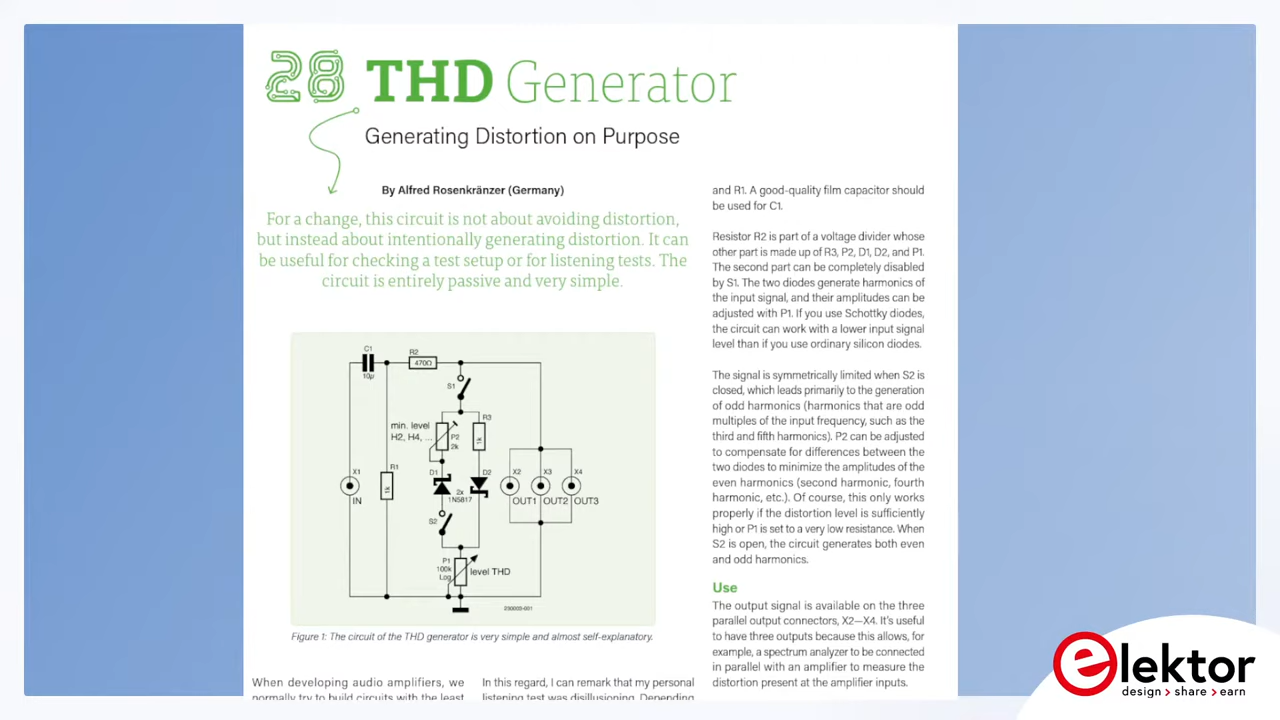 28 THD Generator
Generating Distortion on Purpose
By Alfred Rosenkränzer (Germany)
For a change, this circuit is not about avoiding distortion,
but instead about intentionally generating distortion. It can
be useful for checking a test setup or for listening tests. The
circuit is entirely passive and very simple.
C1
10µ
R2
470Ω
S1
min. level
H2, H4, ...
P2
2k
R3
1k
X1
IN
R1
1k
D1
D2
2x
1N5817
S2
X2
X3
X4
OUT1
OUT2
OUT3
P1
100k
Log
level THD
230003-001
Figure 1: The circuit of the THD generator is very simple and almost self-explanatory.
When developing audio amplifiers, we
normally try to build circuits with the least
In this regard, I can remark that my personal
listening test was disillusioning. Depending
and R1. A good-quality film capacitor should
be used for C1.
Resistor R2 is part of a voltage divider whose
other part is made up of R3, P2, D1, D2, and P1.
The second part can be completely disabled
by S1. The two diodes generate harmonics of
the input signal, and their amplitudes can be
adjusted with P1. If you use Schottky diodes,
the circuit can work with a lower input signal
level than if you use ordinary silicon diodes.
The signal is symmetrically limited when S2 is
closed, which leads primarily to the generation
of odd harmonics (harmonics that are odd
multiples of the input frequency, such as the
third and fifth harmonics). P2 can be adjusted
to compensate for differences between the
two diodes to minimize the amplitudes of the
even harmonics (second harmonic, fourth
harmonic, etc.). Of course, this only works
properly if the distortion level is sufficiently
high or P1 is set to a very low resistance. When
S2 is open, the circuit generates both even
and odd harmonics.
Use
The output signal is available on the three
parallel output connectors, X2—X4. It's useful
to have three outputs because this allows, for
example, a spectrum analyzer to be connected
in parallel with an amplifier to measure the
distortion present at the amplifier inputs.
elektor
design > share > earn